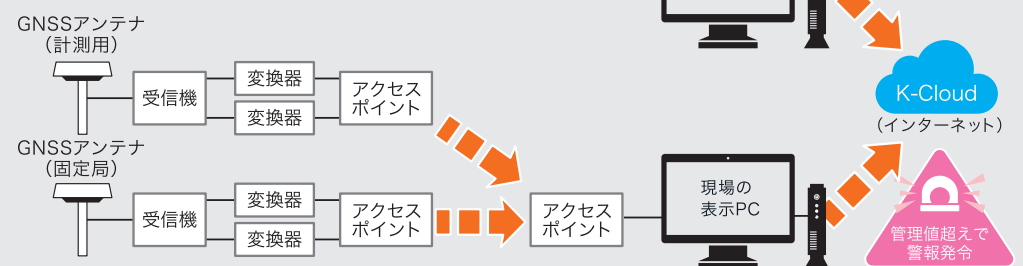 GNSSアンテナ
（計測用）
受信機
変換器
変換器
アクセス
ポイント
GNSSアンテナ
（固定局）
受信機
変換器
変換器
アクセス
ポイント
アクセス
ポイント
現場の
表示PC
K-Cloud
（インターネット）
管理値超えで
警報発令